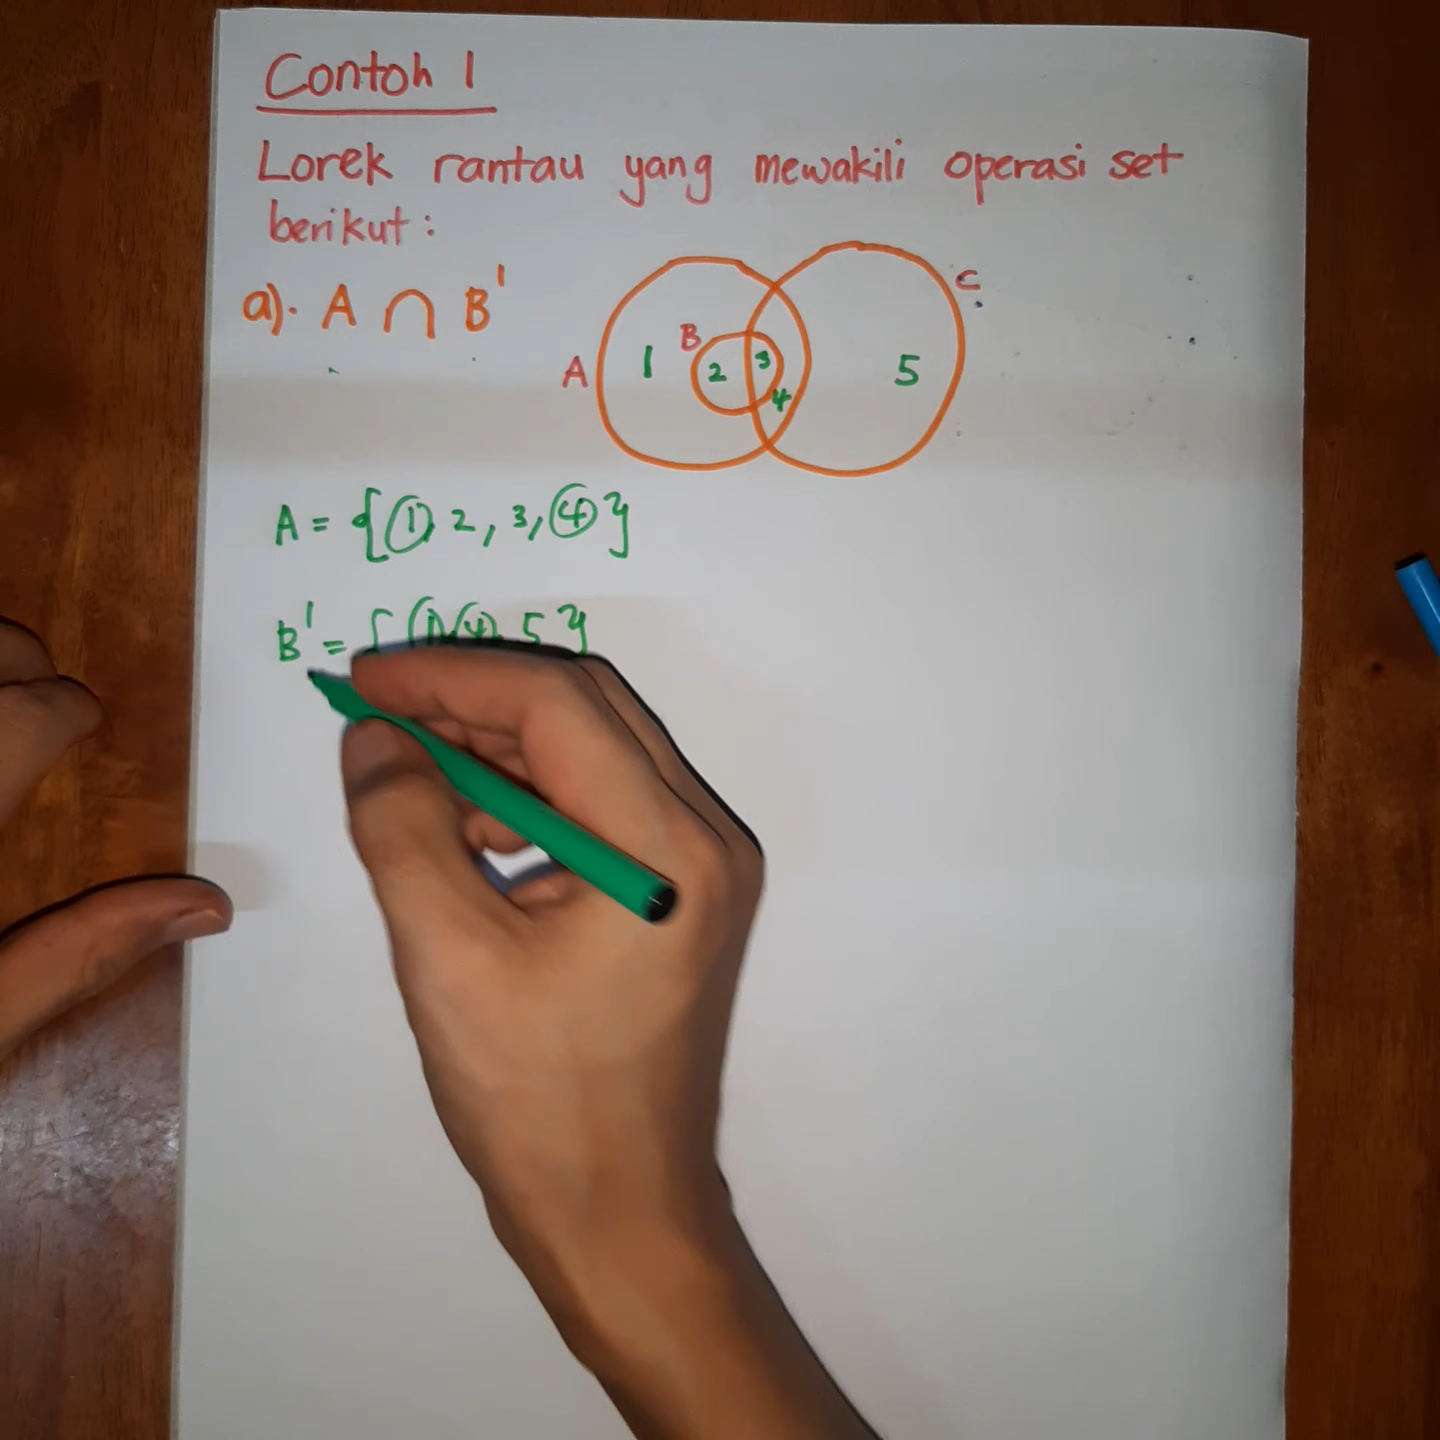 Contoh 1
Lorek rantau yang mewakili operasi set
berikut :
a). A ∩ B'
C
B
A 1 2 3 4 5
A = {1, 2, 3, 4}
B' = { 1, 4, 5 }